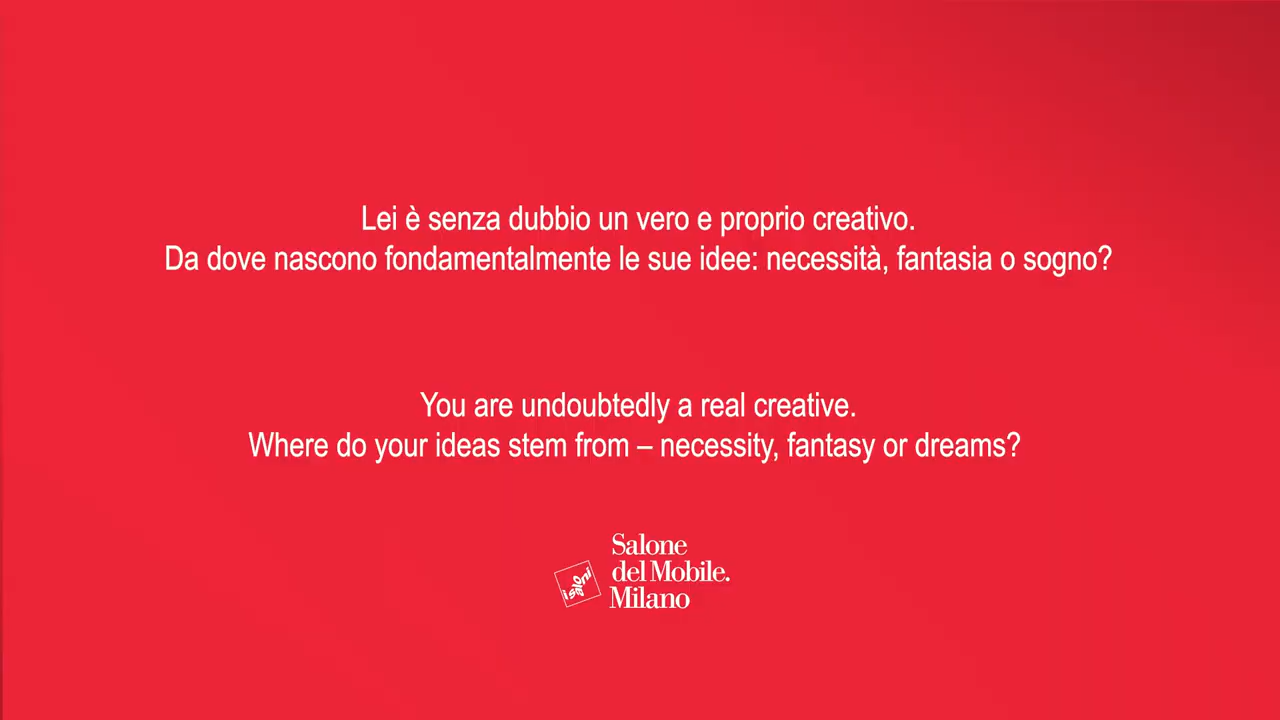 Lei è senza dubbio un vero e proprio creativo.
Da dove nascono fondamentalmente le sue idee: necessità, fantasia o sogno?
You are undoubtedly a real creative.
Where do your ideas stem from – necessity, fantasy or dreams?
Salone
del Mobile.
Milano
i saloni